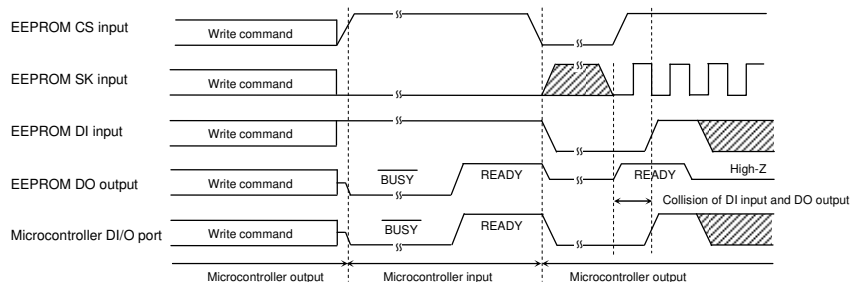 EEPROM CS input
Write command
EEPROM SK input
Write command
EEPROM DI input
Write command
EEPROM DO output
Write command
BUSY
READY
READY
High-Z
Collision of DI input and DO output
Microcontroller DI/O port
Write command
BUSY
READY
Microcontroller output
Microcontroller input
Microcontroller output